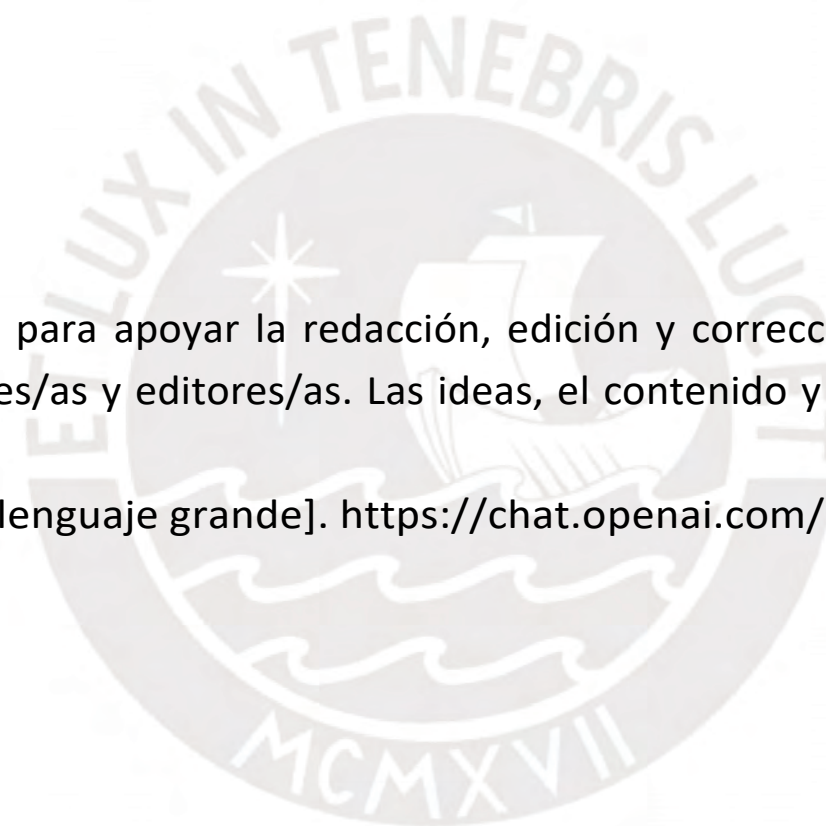 ET LUX IN TENEBRIS LUCET
para apoyar la redacción, edición y correcc
es/as y editores/as. Las ideas, el contenido y
lenguaje grande]. https://chat.openai.com/
MCMXVII